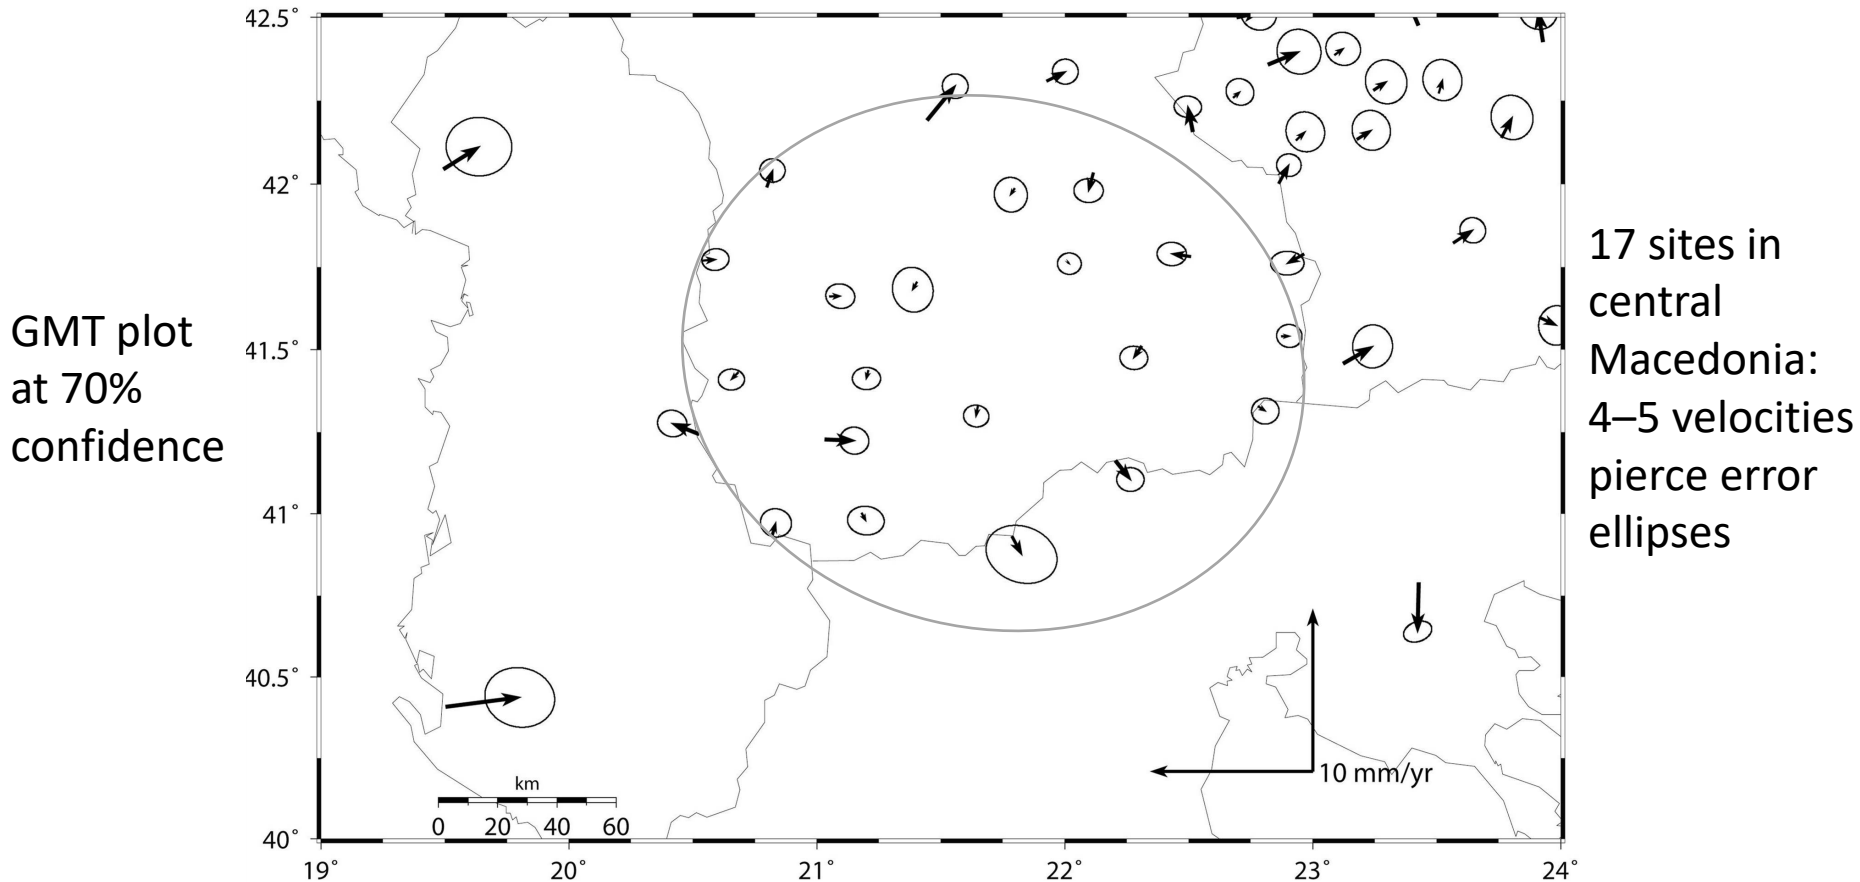 GMT plot
at 70%
confidence
42.5°
42°
41.5°
41°
40.5°
40°
19°
20°
21°
22°
23°
24°
km
0 20 40 60
10 mm/yr
17 sites in
central
Macedonia:
4–5 velocities
pierce error
ellipses